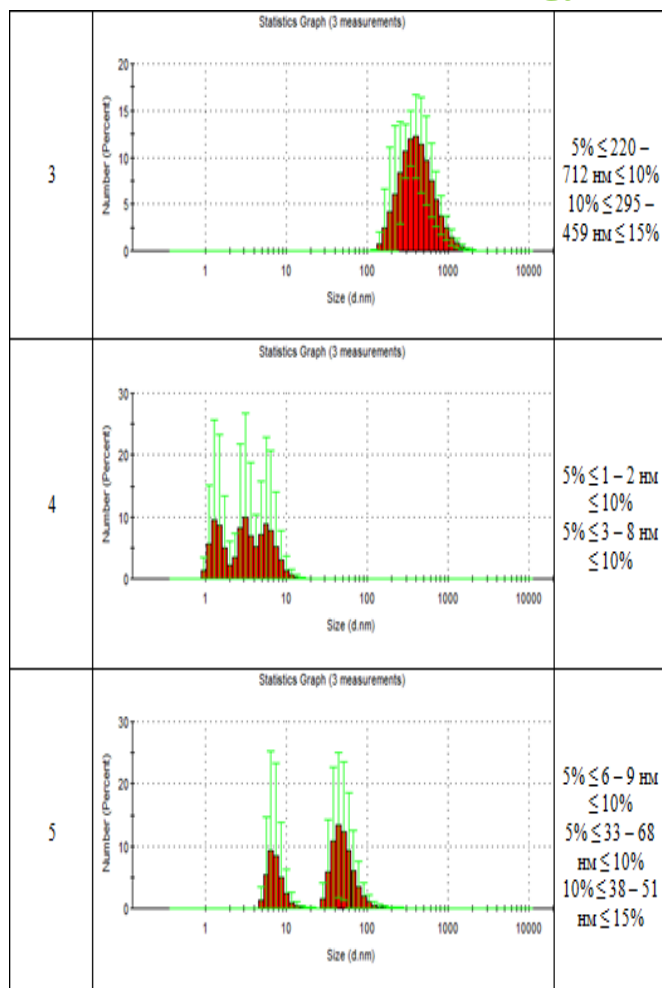 3
Statistics Graph (3 measurements)
Number (Percent)
20
15
10
5
0
1 10 100 1000 10000
Size (d.nm)
5% ≤ 220 –
712 нм ≤ 10%
10% ≤ 295 –
459 нм ≤ 15%
4
Statistics Graph (3 measurements)
Number (Percent)
30
20
10
0
1 10 100 1000 10000
Size (d.nm)
5% ≤ 1 – 2 нм
≤ 10%
5% ≤ 3 – 8 нм
≤ 10%
5
Statistics Graph (3 measurements)
Number (Percent)
30
20
10
0
1 10 100 1000 10000
Size (d.nm)
5% ≤ 6 – 9 нм
≤ 10%
5% ≤ 33 – 68
нм ≤ 10%
10% ≤ 38 – 51
нм ≤ 15%